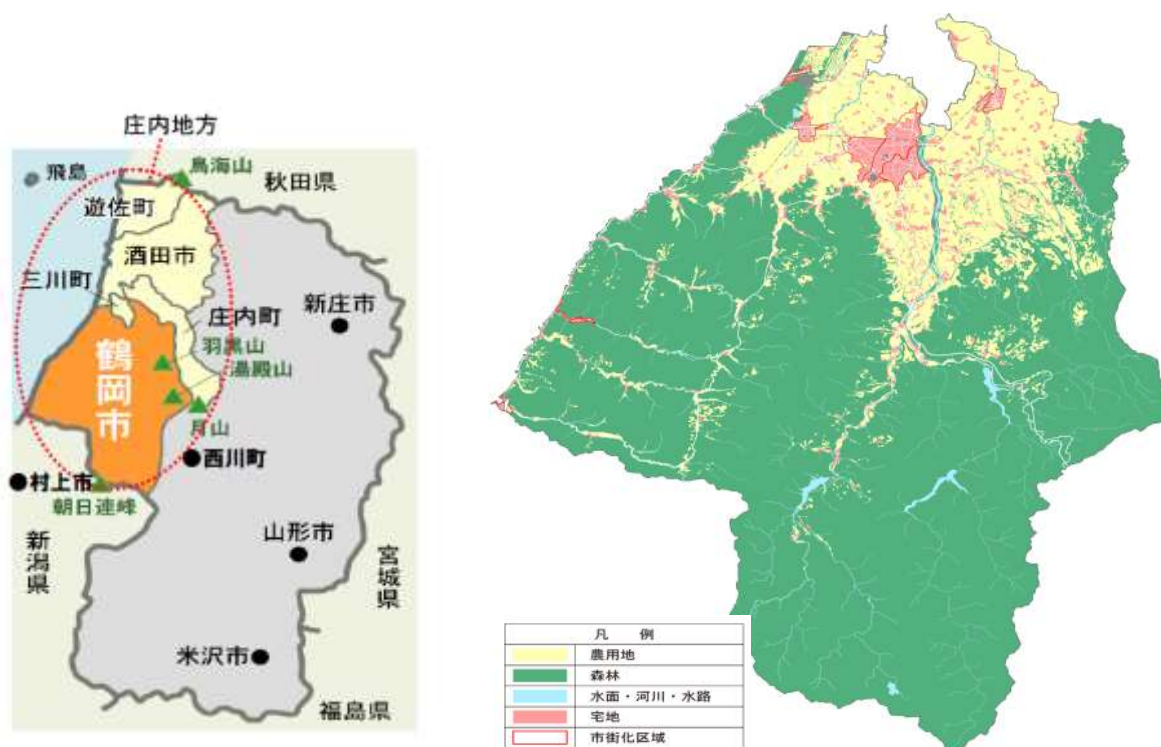 庄内地方
鳥海山
飛島
秋田県
遊佐町
酒田市
三川町
新庄市
庄内町
羽黒山
湯殿山
鶴岡市
月山
西川町
村上市
朝日連峰
新潟県
山形市
宮城県
米沢市
福島県
凡 例
農用地
森林
水面・河川・水路
宅地
市街化区域